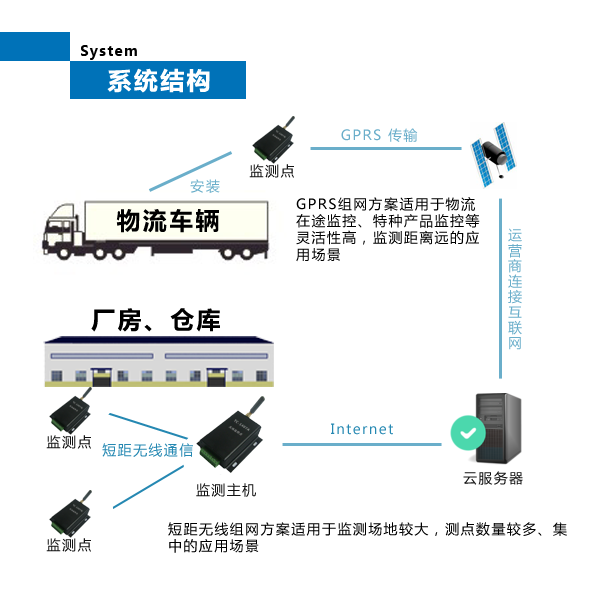 System
系统结构
GPRS 传输
监测点
安装
GPRS组网方案适用于物流
在途监控、特种产品监控等
灵活性高，监测距离远的应
用场景
物流车辆
运营商连接互联网
厂房、仓库
监测点
短距无线通信
Internet
监测主机
云服务器
监测点
短距无线组网方案适用于监测场地较大，测点数量较多、集
中的应用场景